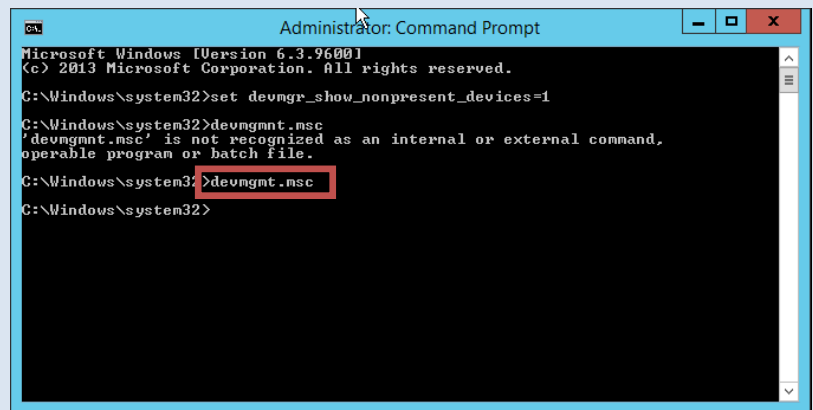 Administrator: Command Prompt
Microsoft Windows [Version 6.3.9600]
(c) 2013 Microsoft Corporation. All rights reserved.
C:\Windows\system32>set devmgr_show_nonpresent_devices=1
C:\Windows\system32>devmgmnt.msc
'devmgmnt.msc' is not recognized as an internal or external command,
operable program or batch file.
C:\Windows\system32>devmgmt.msc
C:\Windows\system32>